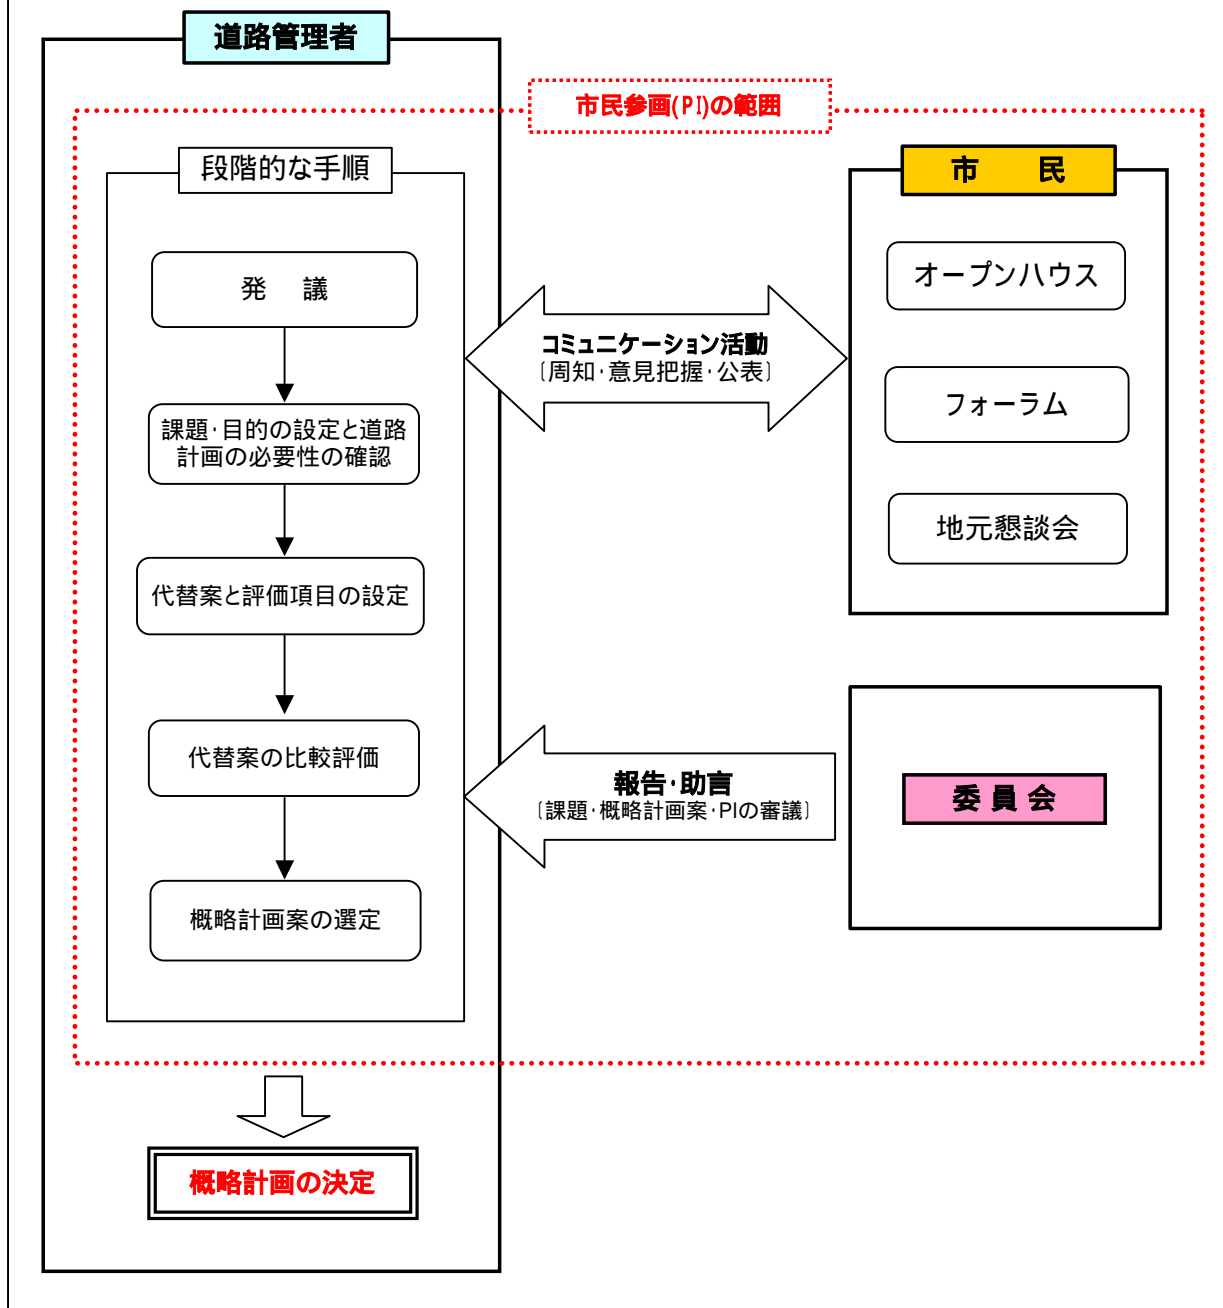 道路管理者
市民参画(PI)の範囲
段階的な手順
発 議
課題・目的の設定と道路
計画の必要性の確認
代替案と評価項目の設定
代替案の比較評価
概略計画案の選定
概略計画の決定
コミュニケーション活動
〔周知・意見把握・公表〕
報告・助言
〔課題・概略計画案・PIの審議〕
市 民
オープンハウス
フォーラム
地元懇談会
委 員 会